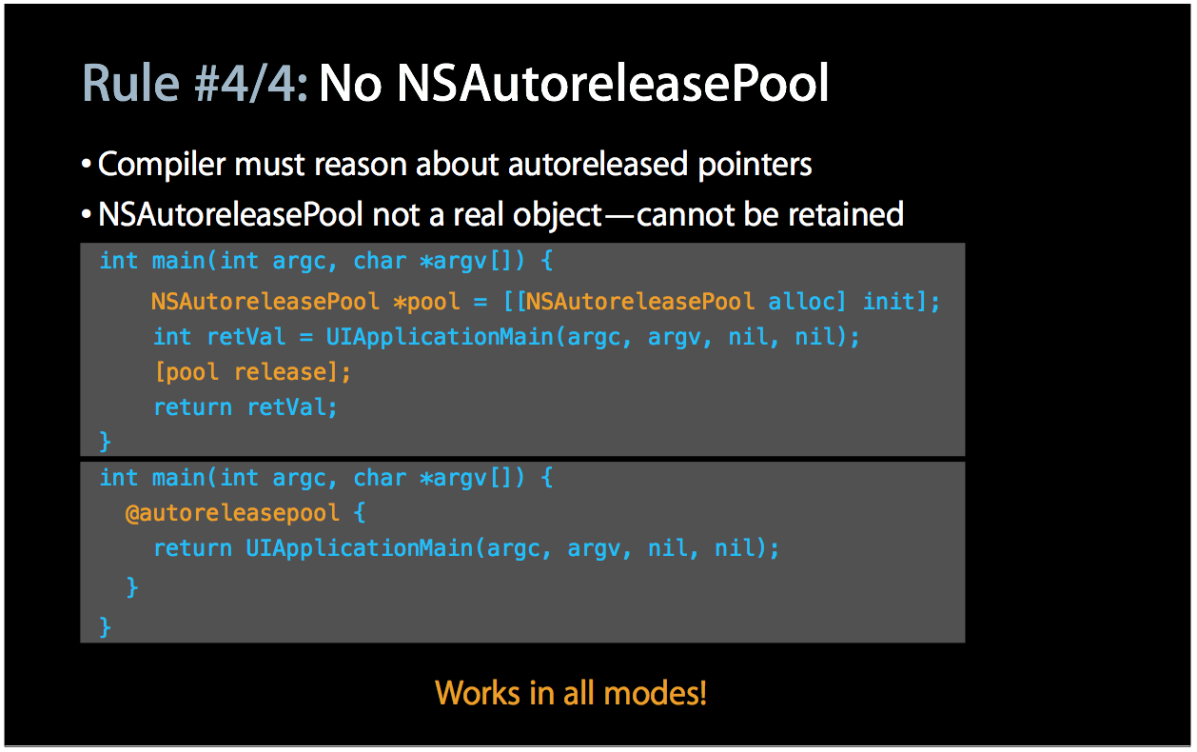 Rule #4/4: No NSAutoreleasePool
• Compiler must reason about autoreleased pointers
• NSAutoreleasePool not a real object—cannot be retained
int main(int argc, char *argv[]) {
NSAutoreleasePool *pool = [[NSAutoreleasePool alloc] init];
int retVal = UIApplicationMain(argc, argv, nil, nil);
[pool release];
return retVal;
}
int main(int argc, char *argv[]) {
@autoreleasepool {
return UIApplicationMain(argc, argv, nil, nil);
}
}
Works in all modes!